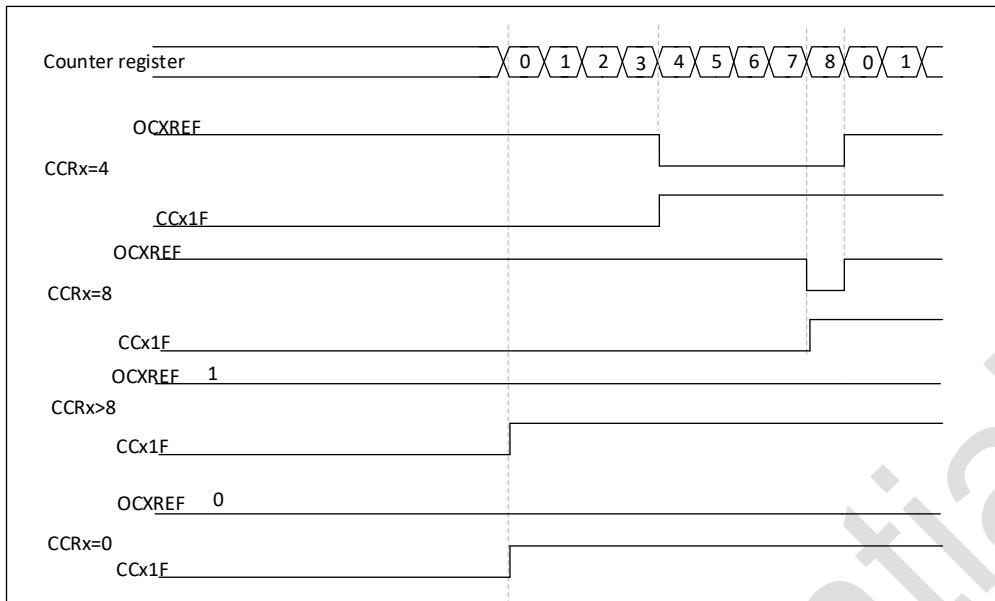 Counter register 0 1 2 3 4 5 6 7 8 0 1
OCXREF
CCRx=4
CCx1F
OCXREF
CCRx=8
CCx1F
OCXREF 1
CCRx>8
CCx1F
OCXREF 0
CCRx=0
CCx1F